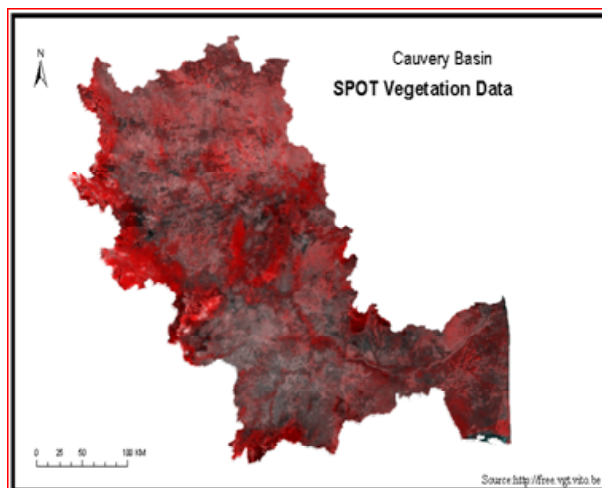 Cauvery Basin
N
SPOT Vegetation Data
0 25 50 100 KM
Source:http://free.vgt.vito.be